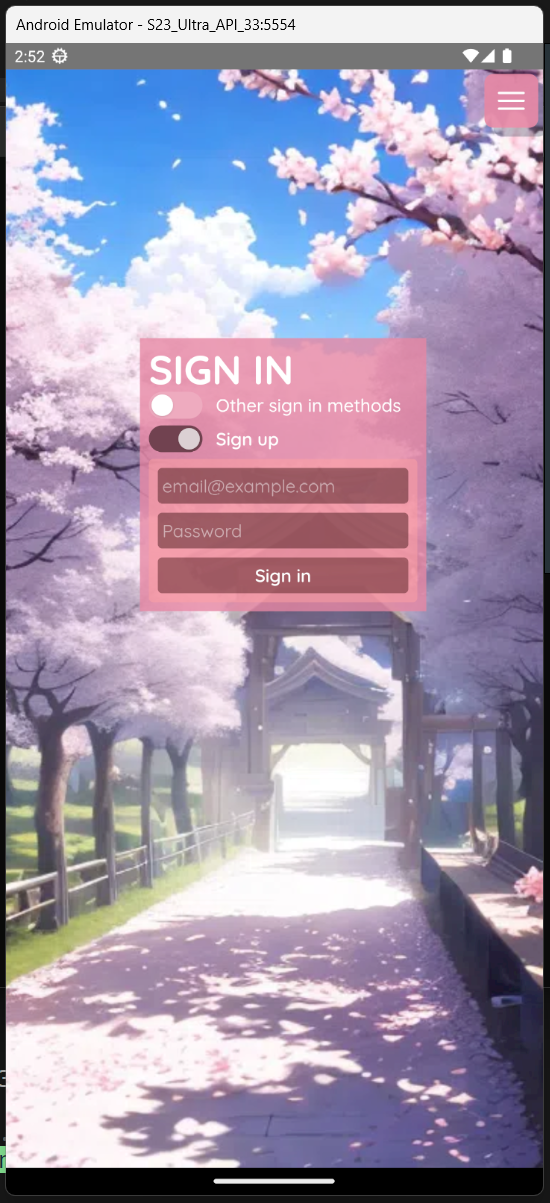 Android Emulator - S23_Ultra_API_33:5554
2:52
SIGN IN
Other sign in methods
Sign up
email@example.com
Password
Sign in